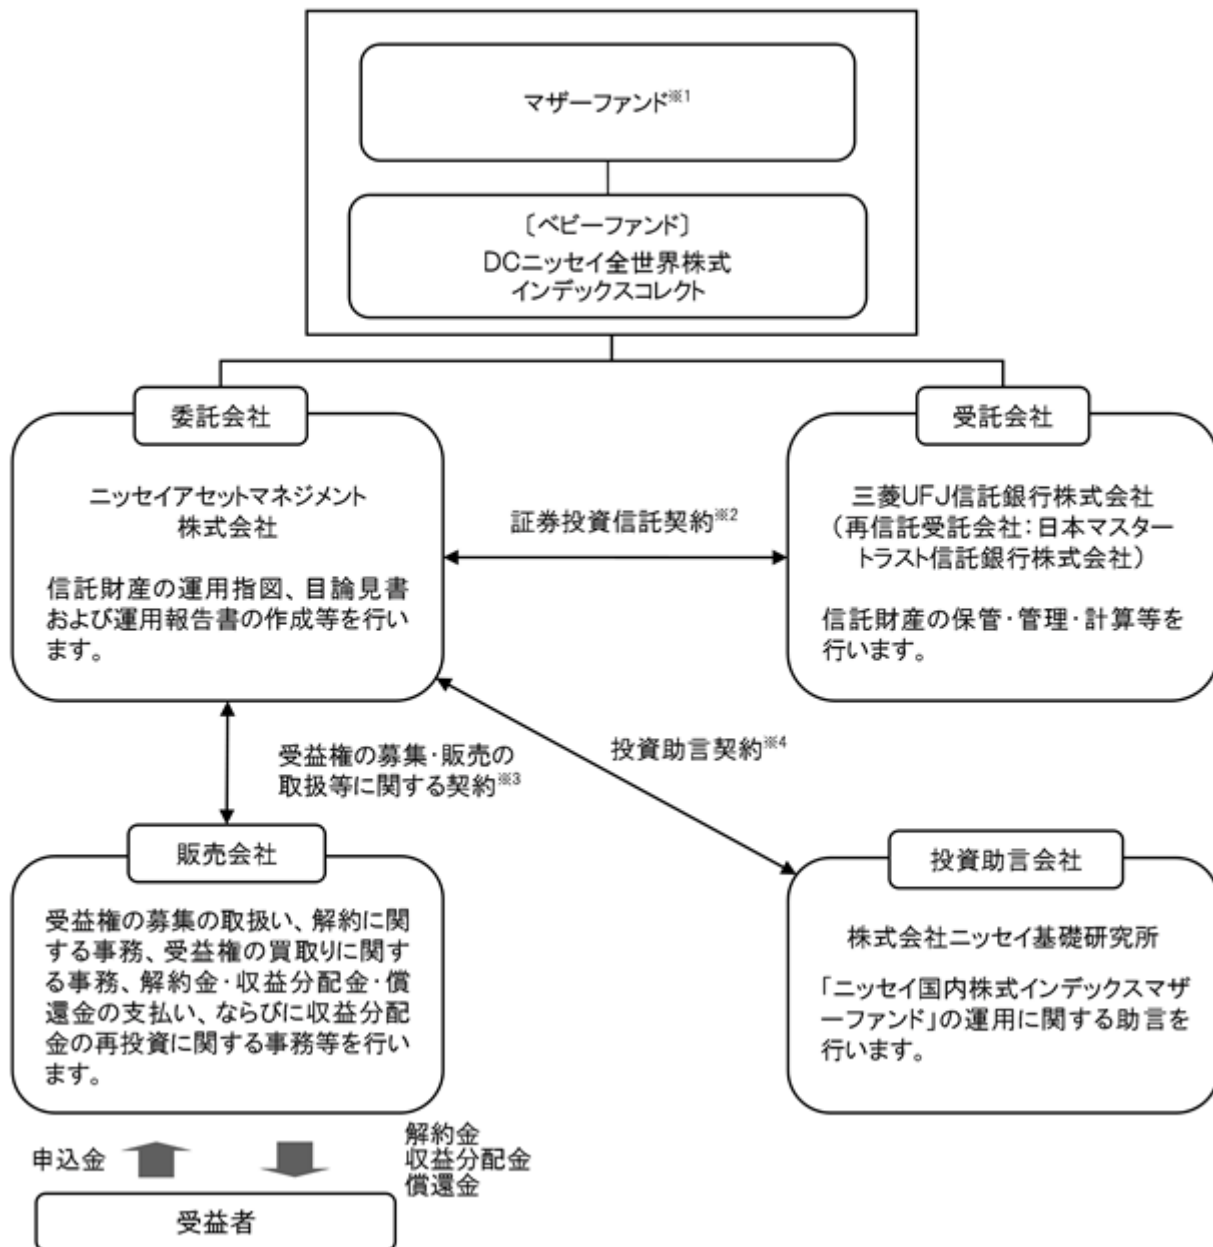 マザーファンド※1
〔ベビーファンド〕
DCニッセイ全世界株式
インデックスコレクト
委託会社
ニッセイアセットマネジメント
株式会社
信託財産の運用指図、目論見書
および運用報告書の作成等を行い
ます。
証券投資信託契約※2
受託会社
三菱UFJ信託銀行株式会社
(再信託受託会社:日本マスター
トラスト信託銀行株式会社)
信託財産の保管・管理・計算等を
行います。
受益権の募集・販売の
取扱等に関する契約※3
投資助言契約※4
販売会社
受益権の募集の取扱い、解約に関
する事務、受益権の買取りに関す
る事務、解約金・収益分配金・償
還金の支払い、ならびに収益分配
金の再投資に関する事務等を行い
ます。
投資助言会社
株式会社ニッセイ基礎研究所
「ニッセイ国内株式インデックスマザ
ーファンド」の運用に関する助言を
行います。
申込金
解約金
収益分配金
償還金
受益者